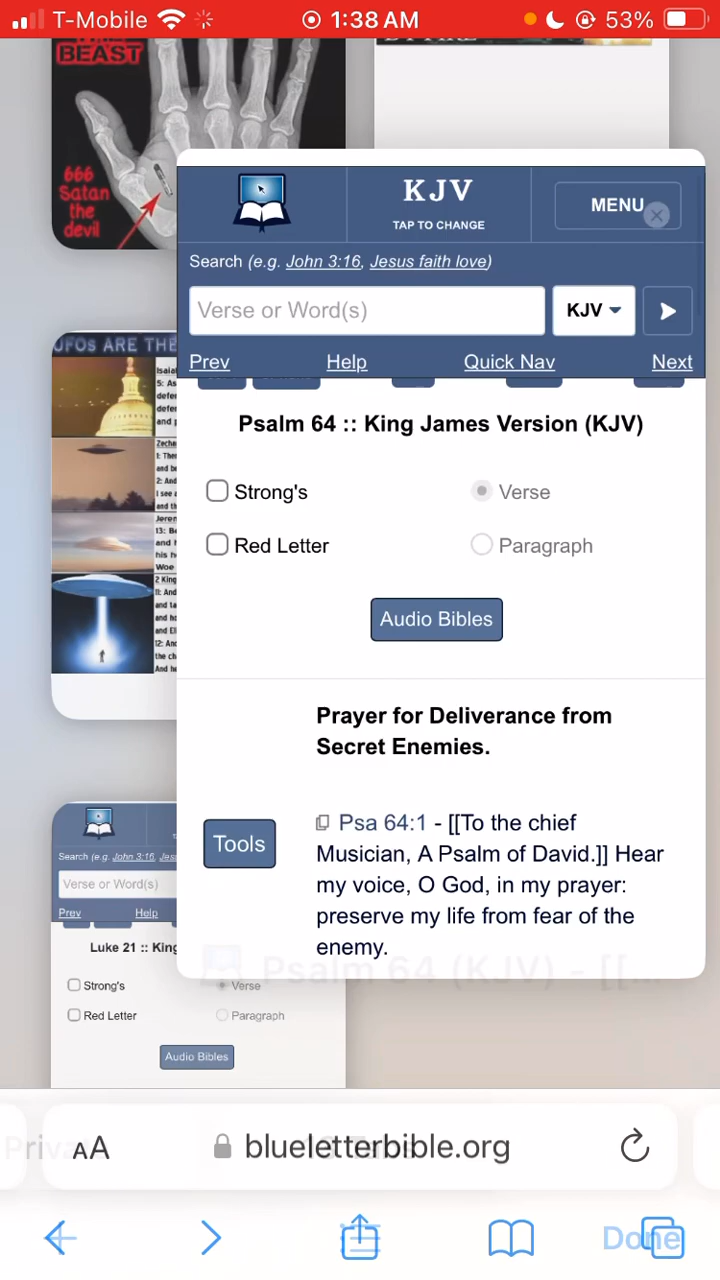 T-Mobile 1:38 AM 53%
BEAST
666
Satan
the
devil
KJV
TAP TO CHANGE
MENU
Search (e.g. John 3:16, Jesus faith love)
Verse or Word(s)
KJV
Prev Help Quick Nav Next
Psalm 64 :: King James Version (KJV)
Strong's Verse
Red Letter Paragraph
Audio Bibles
Prayer for Deliverance from
Secret Enemies.
Tools
Psa 64:1 - [[To the chief
Musician, A Psalm of David.]] Hear
my voice, O God, in my prayer:
preserve my life from fear of the
enemy.
Psalm 64 (KJV) - [[...
UFOs ARE THE
Search (e.g. John 3:16, Jes
Verse or Word(s)
Prev Help
Luke 21 :: King
Strong's Verse
Red Letter Paragraph
Audio Bibles
AA blueletterbible.org
Done